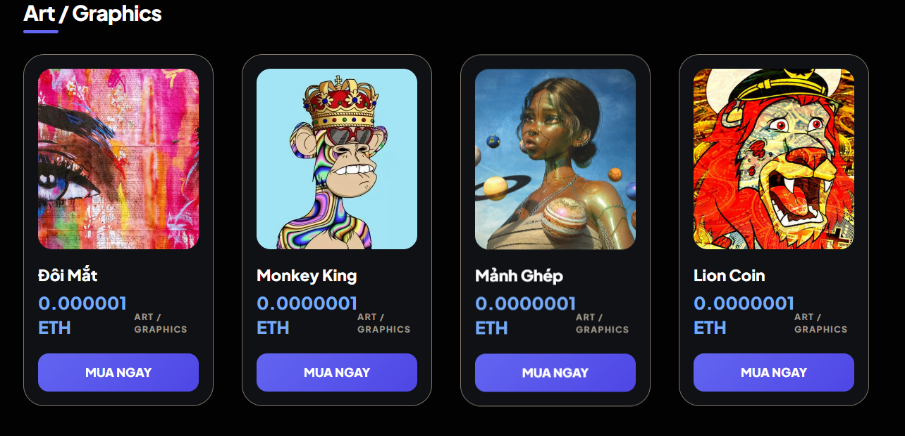 Art / Graphics
Đôi Mắt
0.000001
ETH
ART /
GRAPHICS
MUA NGAY
Monkey King
0.0000001
ETH
ART /
GRAPHICS
MUA NGAY
Mảnh Ghép
0.0000001
ETH
ART /
GRAPHICS
MUA NGAY
Lion Coin
0.0000001
ETH
ART /
GRAPHICS
MUA NGAY